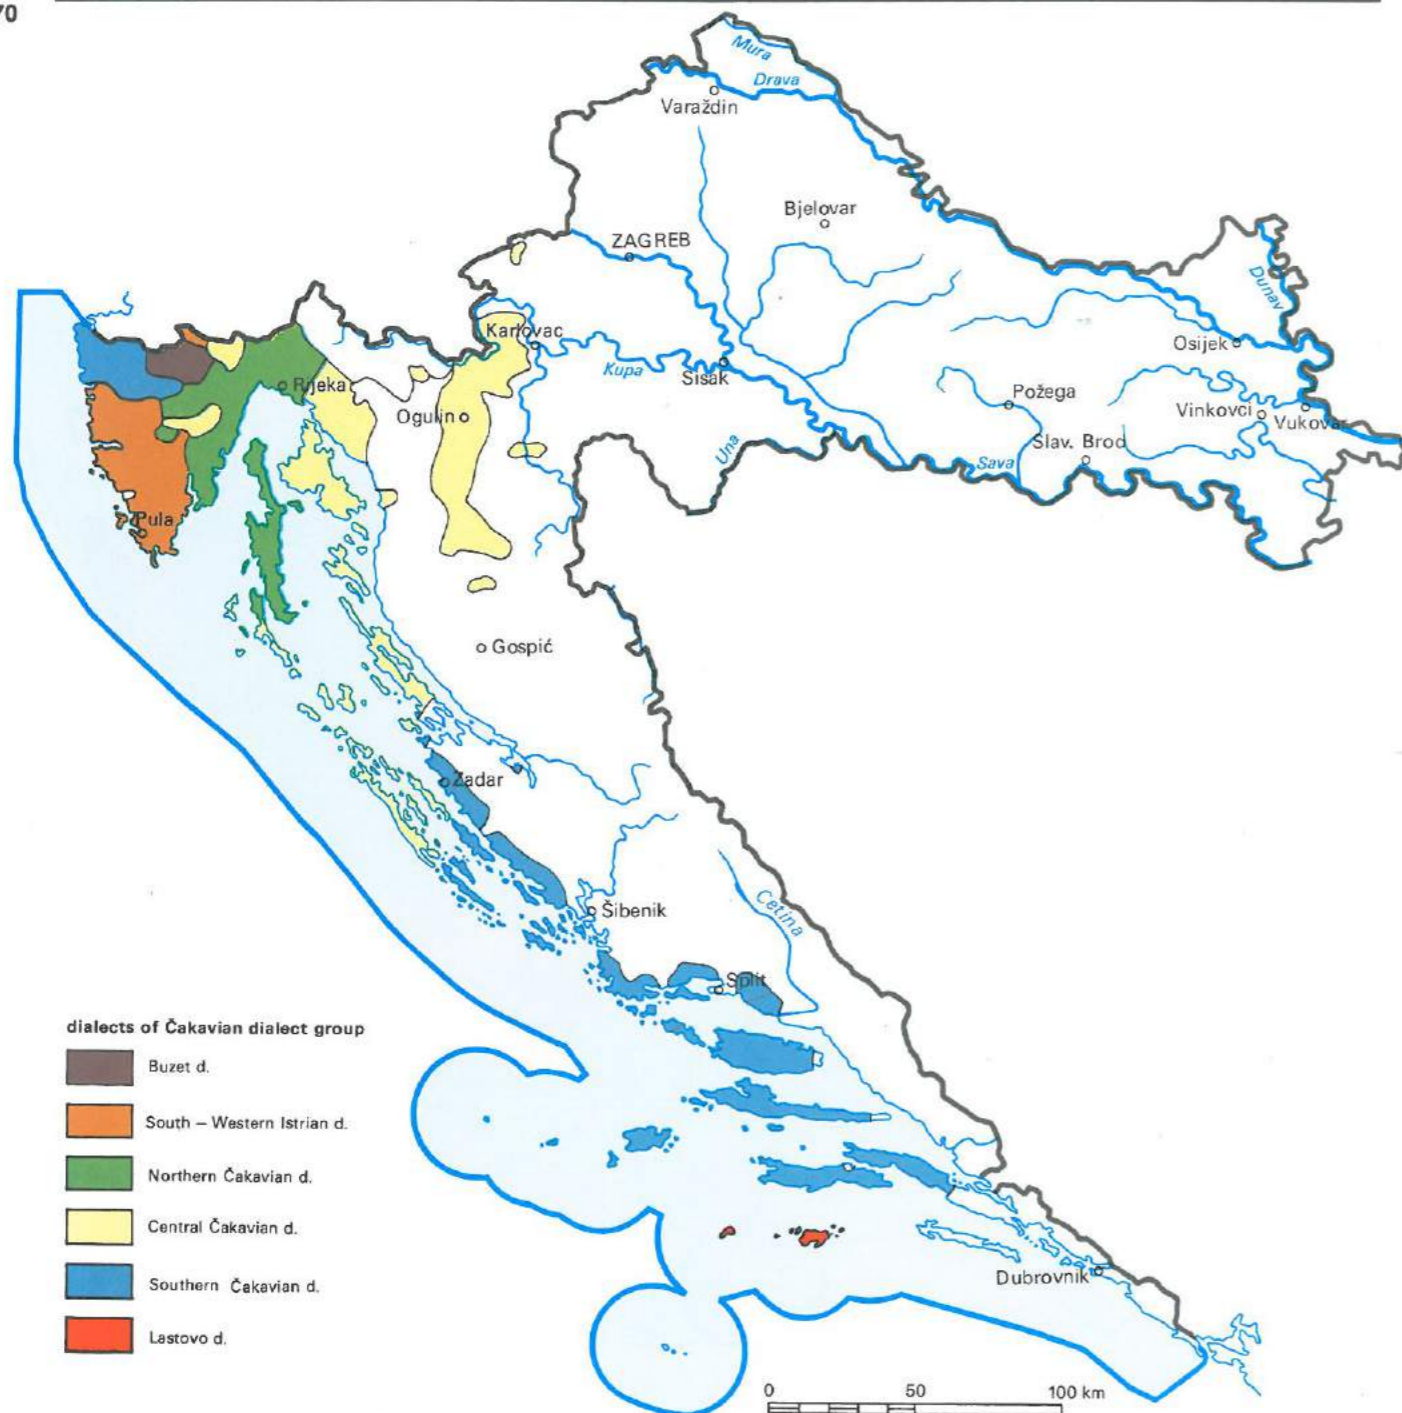 70
Mura
Drava
Varaždin
Bjelovar
ZAGREB
Dunav
Karlovac
Osijek
Rijeka
Kupa
Sisak
Požega
Ogulin
Vinkovci
Vukovar
Una
Slav. Brod
Sava
Pula
Gospić
Zadar
Šibenik
Cetina
Split
dialects of Čakavian dialect group
Buzet d.
South – Western Istrian d.
Northern Čakavian d.
Central Čakavian d.
Southern Čakavian d.
Dubrovnik
Lastovo d.
0 50 100 km